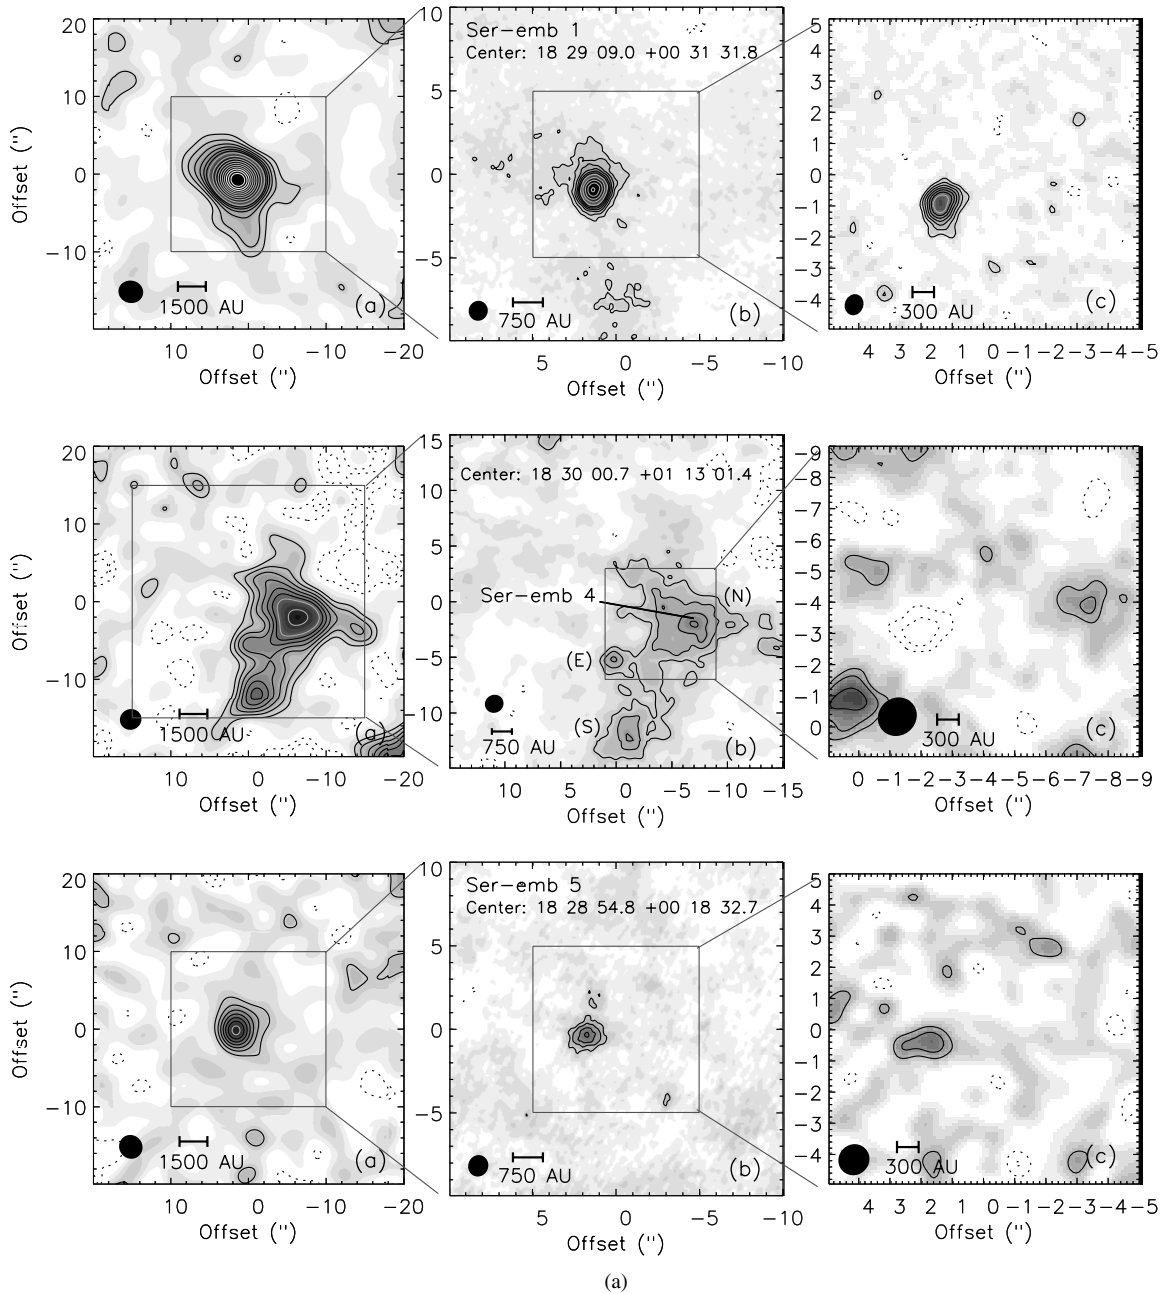 20
10
0
−10
Offset (")
1500 AU
(a)
10 0 −10 −20
Offset (")
10
5
0
−5
Ser−emb 1
Center: 18 29 09.0 +00 31 31.8
750 AU
(b)
5 0 −5 −10
Offset (")
5
4
3
2
1
0
−1
−2
−3
−4
300 AU
(c)
4 3 2 1 0 −1 −2 −3 −4 −5
Offset (")
20
10
0
−10
Offset (")
1500 AU
(a)
10 0 −10 −20
Offset (")
15
10
5
0
−5
−10
Center: 18 30 00.7 +01 13 01.4
Ser−emb 4
(N)
(E)
(S)
750 AU
(b)
10 5 0 −5 −10 −15
Offset (")
−9
−8
−7
−6
−5
−4
−3
−2
−1
0
300 AU
(c)
0 −1 −2 −3 −4 −5 −6 −7 −8 −9
Offset (")
20
10
0
−10
Offset (")
1500 AU
(a)
10 0 −10 −20
Offset (")
10
5
0
−5
Ser−emb 5
Center: 18 28 54.8 +00 18 32.7
750 AU
(b)
5 0 −5 −10
Offset (")
5
4
3
2
1
0
−1
−2
−3
−4
300 AU
(c)
4 3 2 1 0 −1 −2 −3 −4 −5
Offset (")
(a)